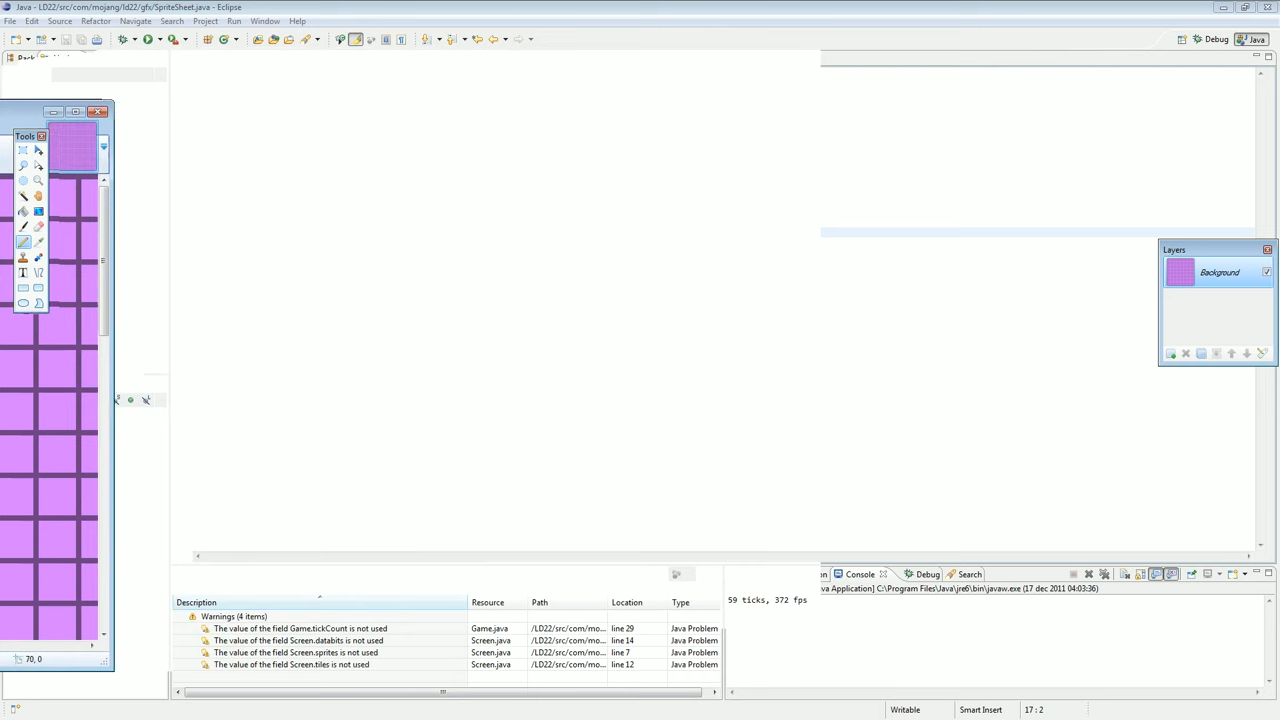 Java - LD22/src/com/mojang/ld22/gfx/SpriteSheet.java - Eclipse
File Edit Source Refactor Navigate Search Project Run Window Help
Debug Java
Tools
Layers
Background
70, 0
Console Debug Search
Application] C:\Program Files\Java\jre6\bin\javaw.exe (17 dec 2011 04:03:36)
59 ticks, 372 fps
Description Resource Path Location Type
Warnings (4 items)
The value of the field Game.tickCount is not used Game.java /LD22/src/com/mo... line 29 Java Problem
The value of the field Screen.databits is not used Screen.java /LD22/src/com/mo... line 14 Java Problem
The value of the field Screen.sprites is not used Screen.java /LD22/src/com/mo... line 7 Java Problem
The value of the field Screen.tiles is not used Screen.java /LD22/src/com/mo... line 12 Java Problem
Writable Smart Insert 17 : 2